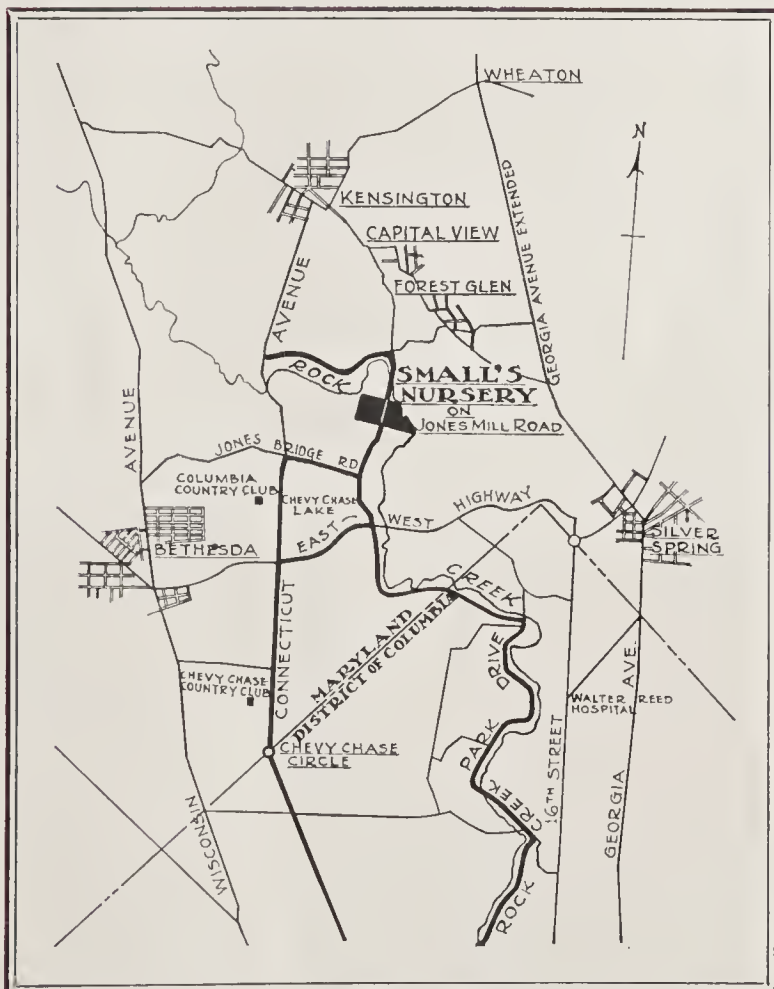 WHEATON
N
KENSINGTON
CAPITAL VIEW
FOREST GLEN
GEORGIA AVENUE EXTENDED
AVENUE
ROCK
SMALL'S
NURSERY
ON
JONES MILL ROAD
AVENUE
JONES BRIDGE RD
COLUMBIA
COUNTRY CLUB
CHEVY CHASE
LAKE
EAST WEST HIGHWAY
BETHESDA
SILVER
SPRING
CREEK
MARYLAND
DISTRICT OF COLUMBIA
CONNECTICUT
CHEVY CHASE
COUNTRY CLUB
DRIVE
PARK
CREEK
ROCK
WALTER REED
HOSPITAL
AVE.
GEORGIA
16TH STREET
CHEVY CHASE
CIRCLE
WISCONSIN